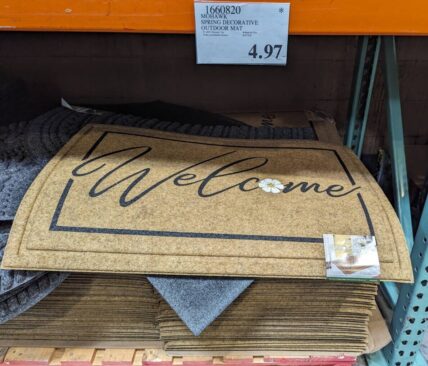 1660820 *
MOHAWK
SPRING DECORATIVE
OUTDOOR MAT
4.97
Welcome